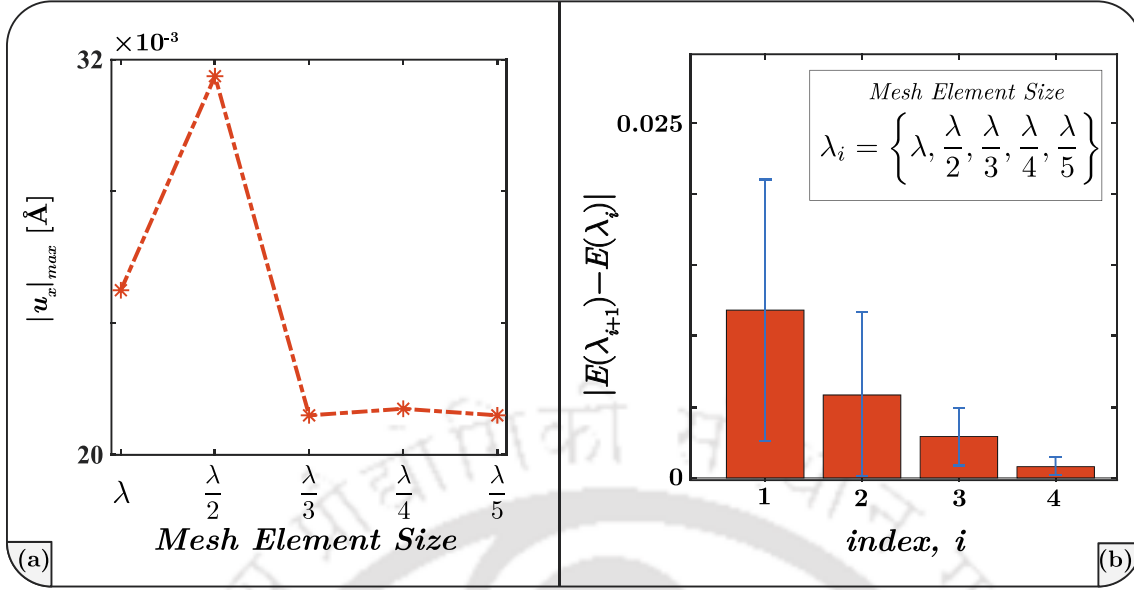 ×10⁻³
32
20
|u_x|_max [Å]
λ
λ/2
λ/3
λ/4
λ/5
Mesh Element Size
(a)
0.025
0
|E(λ_{i+1})−E(λ_i)|
Mesh Element Size
λ_i = {λ, λ/2, λ/3, λ/4, λ/5}
1 2 3 4
index, i
(b)